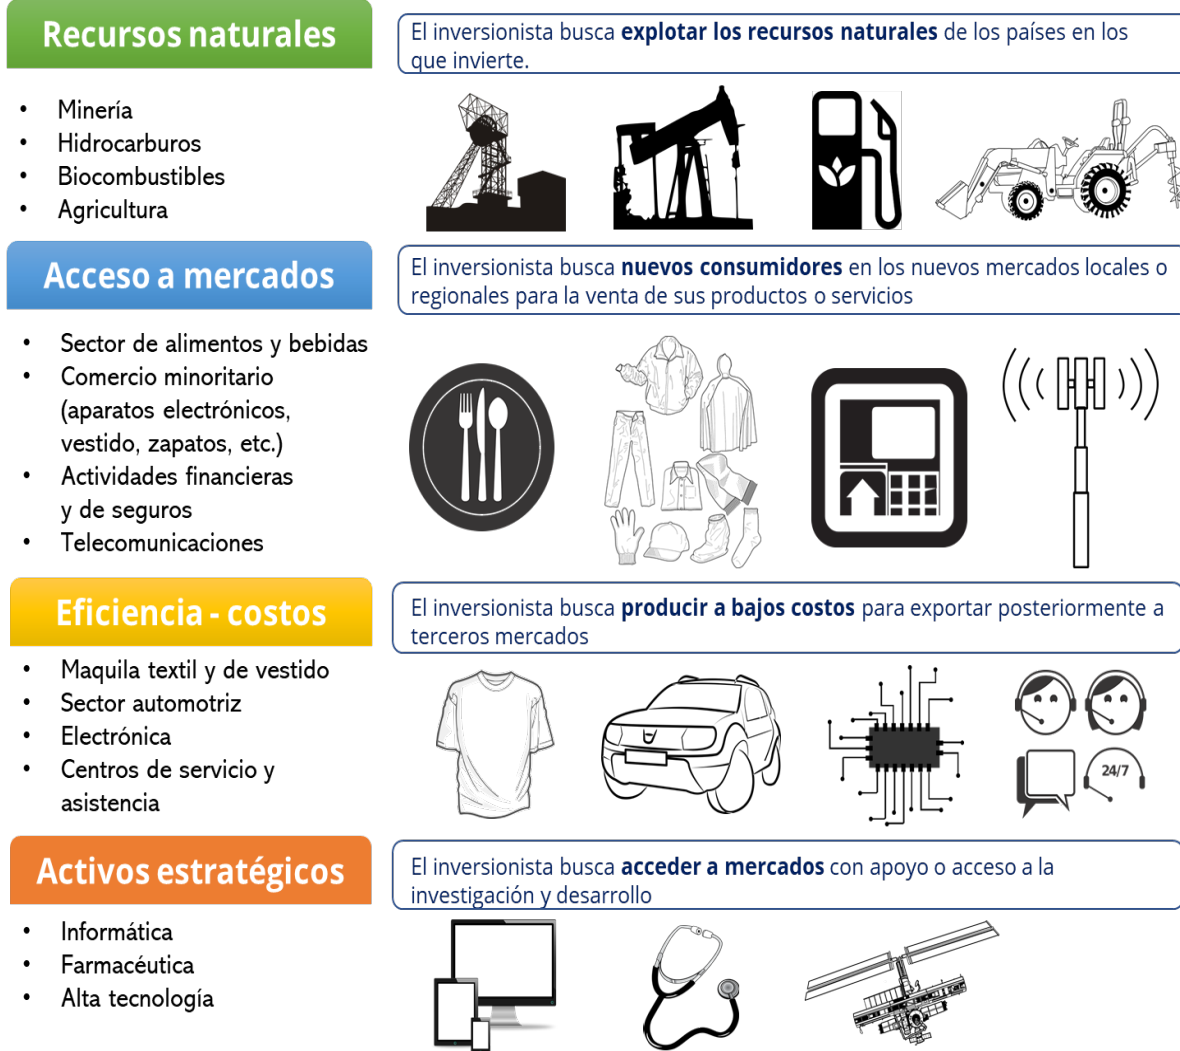 Recursos naturales
El inversionista busca explotar los recursos naturales de los países en los
que invierte.
• Minería
• Hidrocarburos
• Biocombustibles
• Agricultura
Acceso a mercados
El inversionista busca nuevos consumidores en los nuevos mercados locales o
regionales para la venta de sus productos o servicios
• Sector de alimentos y bebidas
• Comercio minoritario
(aparatos electrónicos,
vestido, zapatos, etc.)
• Actividades financieras
y de seguros
• Telecomunicaciones
Eficiencia - costos
El inversionista busca producir a bajos costos para exportar posteriormente a
terceros mercados
• Maquila textil y de vestido
• Sector automotriz
• Electrónica
• Centros de servicio y
asistencia
24/7
Activos estratégicos
El inversionista busca acceder a mercados con apoyo o acceso a la
investigación y desarrollo
• Informática
• Farmacéutica
• Alta tecnología